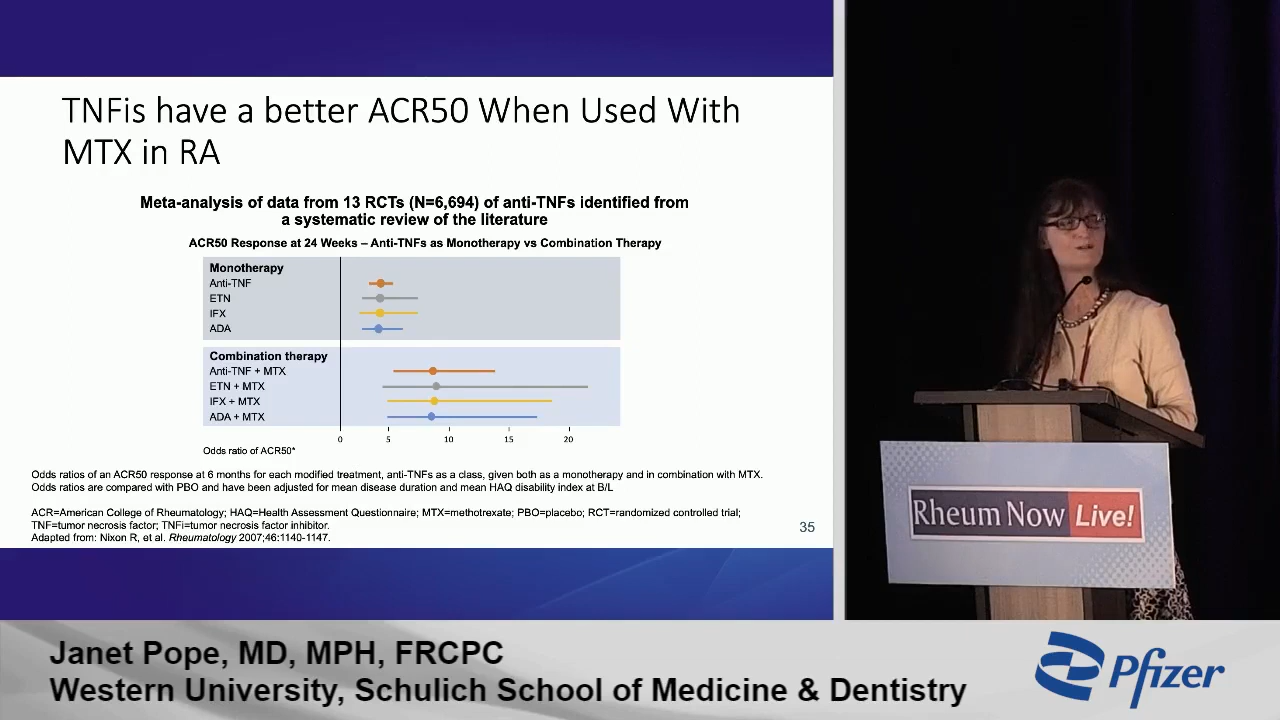 TNFis have a better ACR50 When Used With
MTX in RA
Meta-analysis of data from 13 RCTs (N=6,694) of anti-TNFs identified from
a systematic review of the literature
ACR50 Response at 24 Weeks – Anti-TNFs as Monotherapy vs Combination Therapy
Monotherapy
Anti-TNF
ETN
IFX
ADA
Combination therapy
Anti-TNF + MTX
ETN + MTX
IFX + MTX
ADA + MTX
0 5 10 15 20
Odds ratio of ACR50*
Odds ratios of an ACR50 response at 6 months for each modified treatment, anti-TNFs as a class, given both as a monotherapy and in combination with MTX.
Odds ratios are compared with PBO and have been adjusted for mean disease duration and mean HAQ disability index at B/L
ACR=American College of Rheumatology; HAQ=Health Assessment Questionnaire; MTX=methotrexate; PBO=placebo; RCT=randomized controlled trial;
TNF=tumor necrosis factor; TNFi=tumor necrosis factor inhibitor.
Adapted from: Nixon R, et al. Rheumatology 2007;46:1140-1147.
35
Rheum Now Live!
Janet Pope, MD, MPH, FRCPC
Western University, Schulich School of Medicine & Dentistry
Pfizer